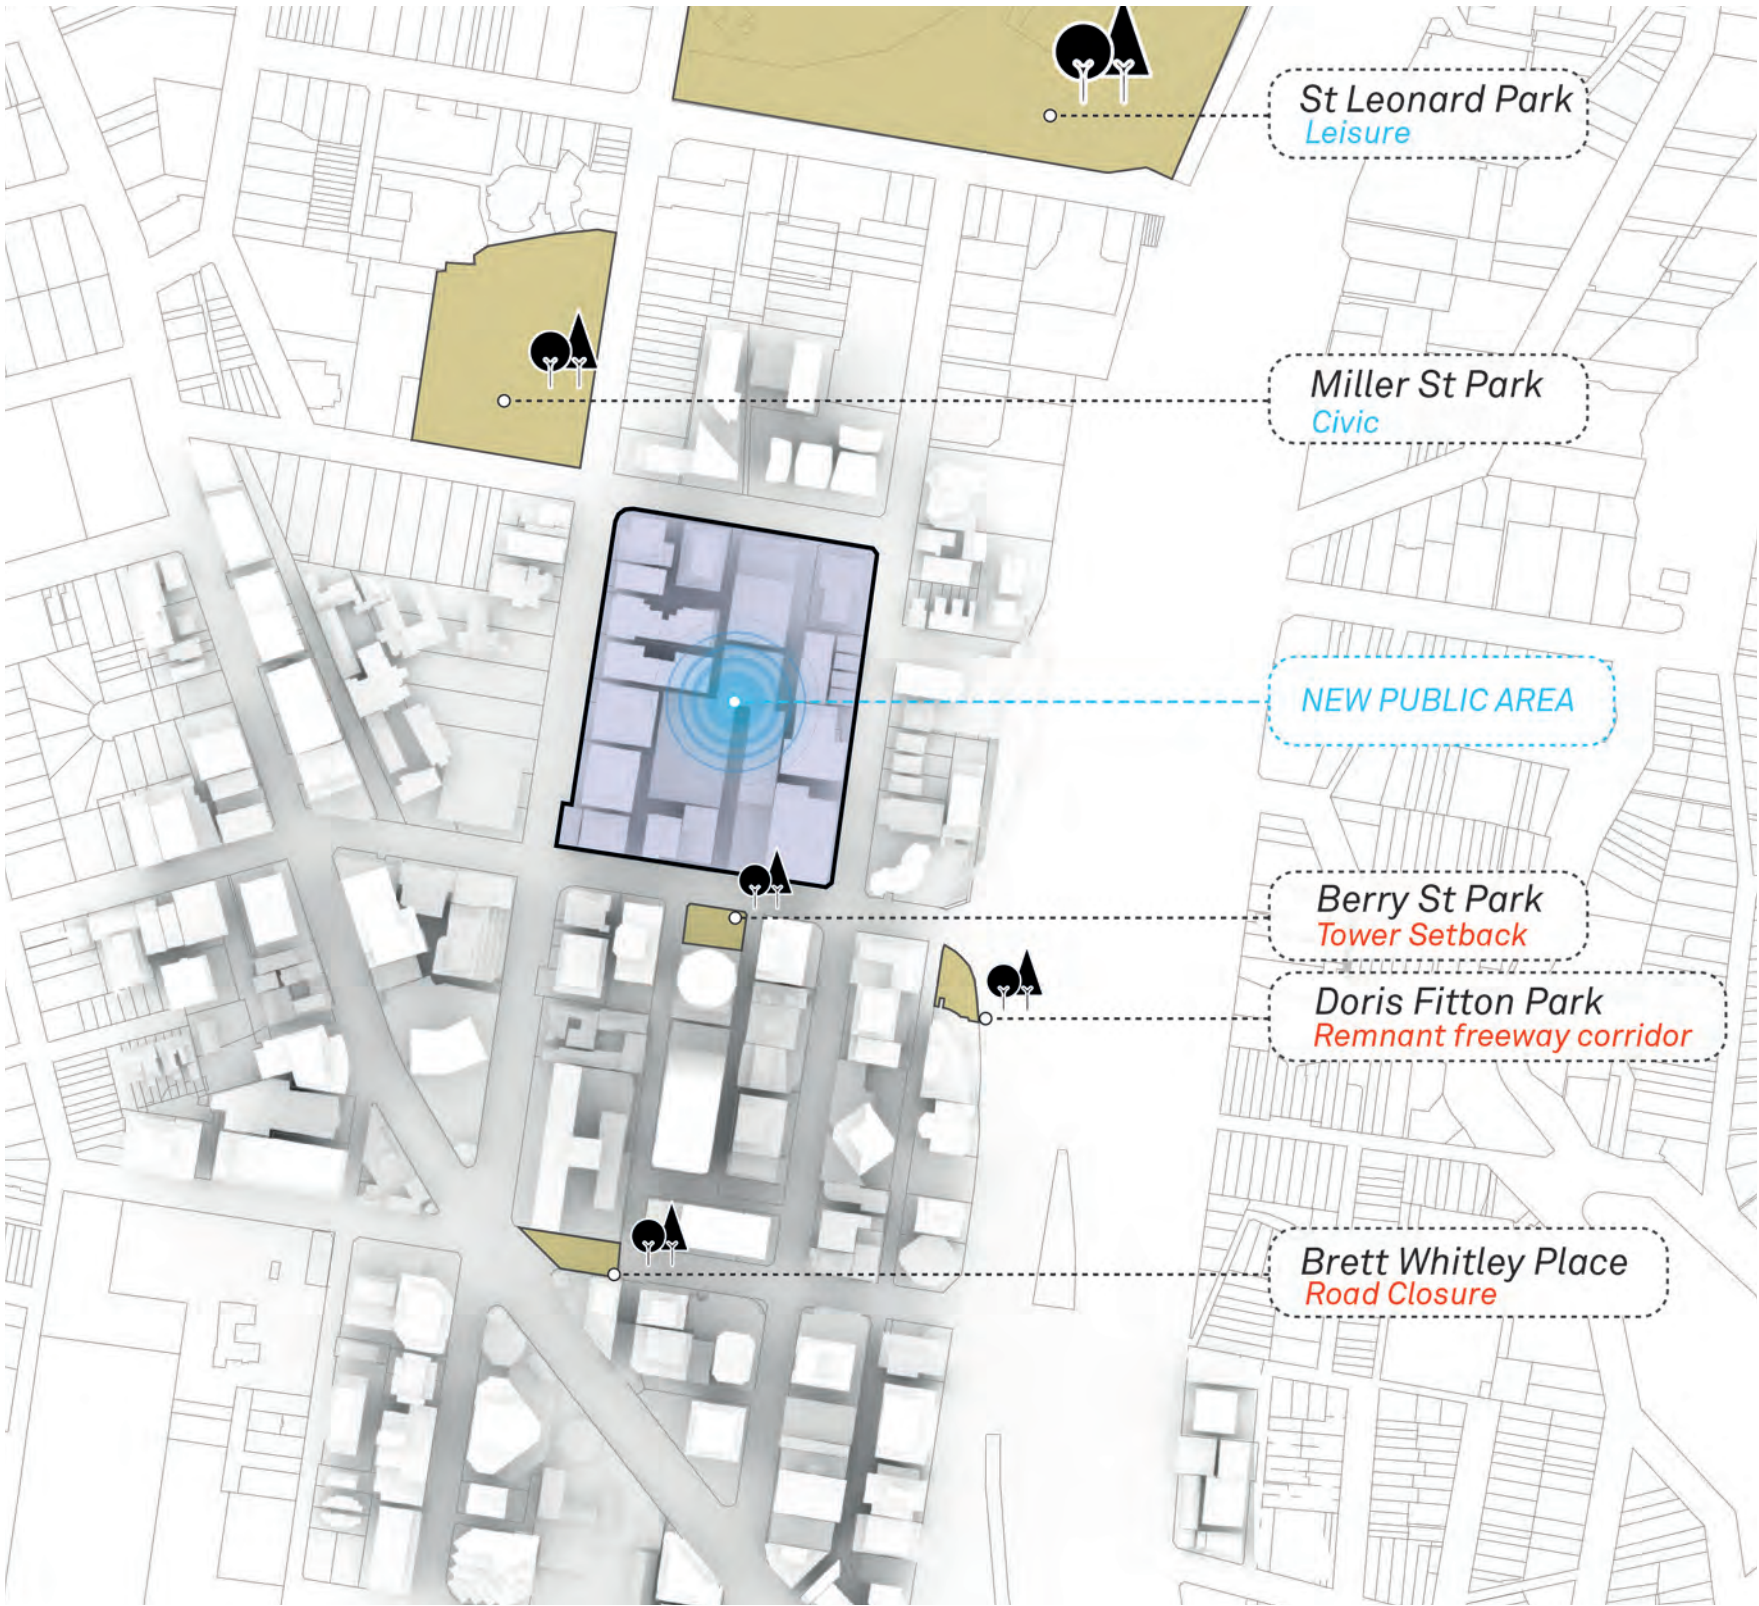 St Leonard Park
Leisure
Miller St Park
Civic
NEW PUBLIC AREA
Berry St Park
Tower Setback
Doris Fitton Park
Remnant freeway corridor
Brett Whitley Place
Road Closure